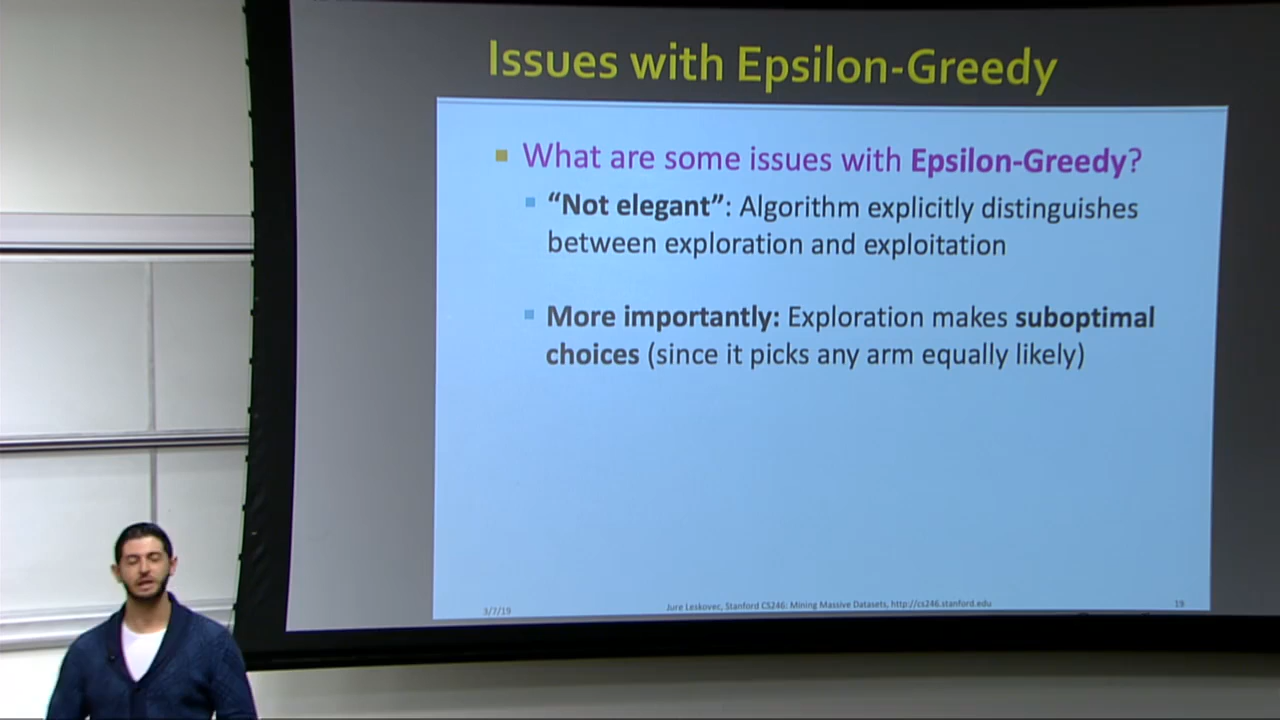 Issues with Epsilon-Greedy
What are some issues with Epsilon-Greedy?
“Not elegant”: Algorithm explicitly distinguishes
between exploration and exploitation
More importantly: Exploration makes suboptimal
choices (since it picks any arm equally likely)
3/7/19
Jure Leskovec, Stanford CS246: Mining Massive Datasets, http://cs246.stanford.edu
19